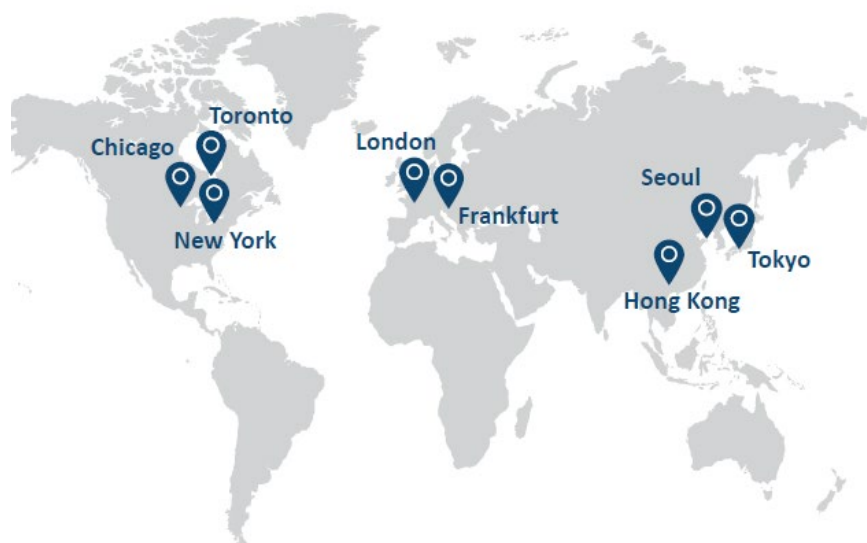 Toronto
Chicago
London
Seoul
Frankfurt
New York
Tokyo
Hong Kong